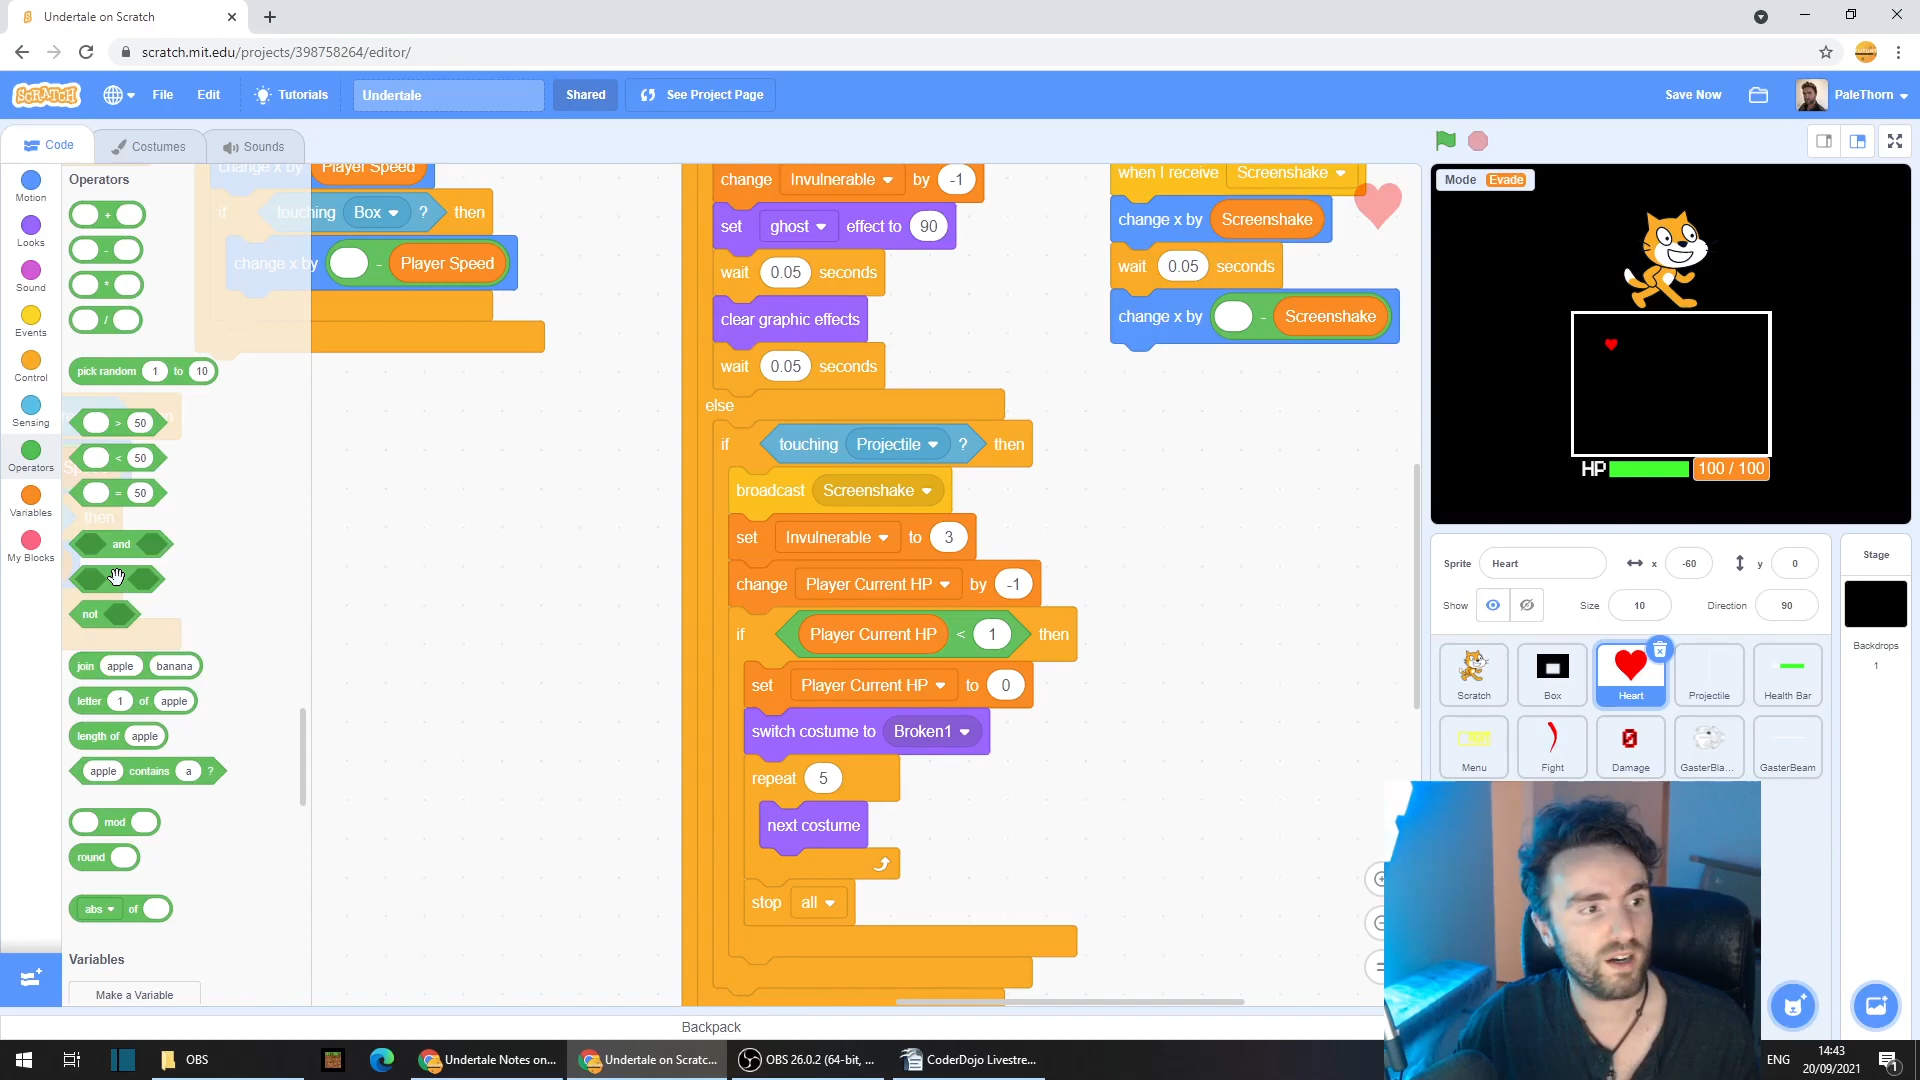 Undertale on Scratch
scratch.mit.edu/projects/398758264/editor/
SCRATCH
File
Edit
Tutorials
Undertale
Shared
See Project Page
Save Now
PaleThorn
Code
Costumes
Sounds
Motion
Looks
Sound
Events
Control
Sensing
Operators
Variables
My Blocks
Operators
+
-
*
/
pick random 1 to 10
> 50
< 50
= 50
and
not
join apple banana
letter 1 of apple
length of apple
apple contains a ?
mod
round
abs of
Variables
Make a Variable
change x by Player Speed
if touching Box ? then
change x by - Player Speed
then
change Invulnerable by -1
set ghost effect to 90
wait 0.05 seconds
clear graphic effects
wait 0.05 seconds
else
if touching Projectile ? then
broadcast Screenshake
set Invulnerable to 3
change Player Current HP by -1
if Player Current HP < 1 then
set Player Current HP to 0
switch costume to Broken1
repeat 5
next costume
stop all
when I receive Screenshake
change x by Screenshake
wait 0.05 seconds
change x by - Screenshake
Mode Evade
HP 100 / 100
Sprite Heart x -60 y 0
Show Size 10 Direction 90
Scratch
Box
Heart
Projectile
Health Bar
Menu
Fight
Damage
GasterBla...
GasterBeam
Stage
Backdrops
1
Backpack
OBS
Undertale Notes on...
Undertale on Scratc...
OBS 26.0.2 (64-bit, ...
CoderDojo Livestre...
ENG
14:43
20/09/2021
1